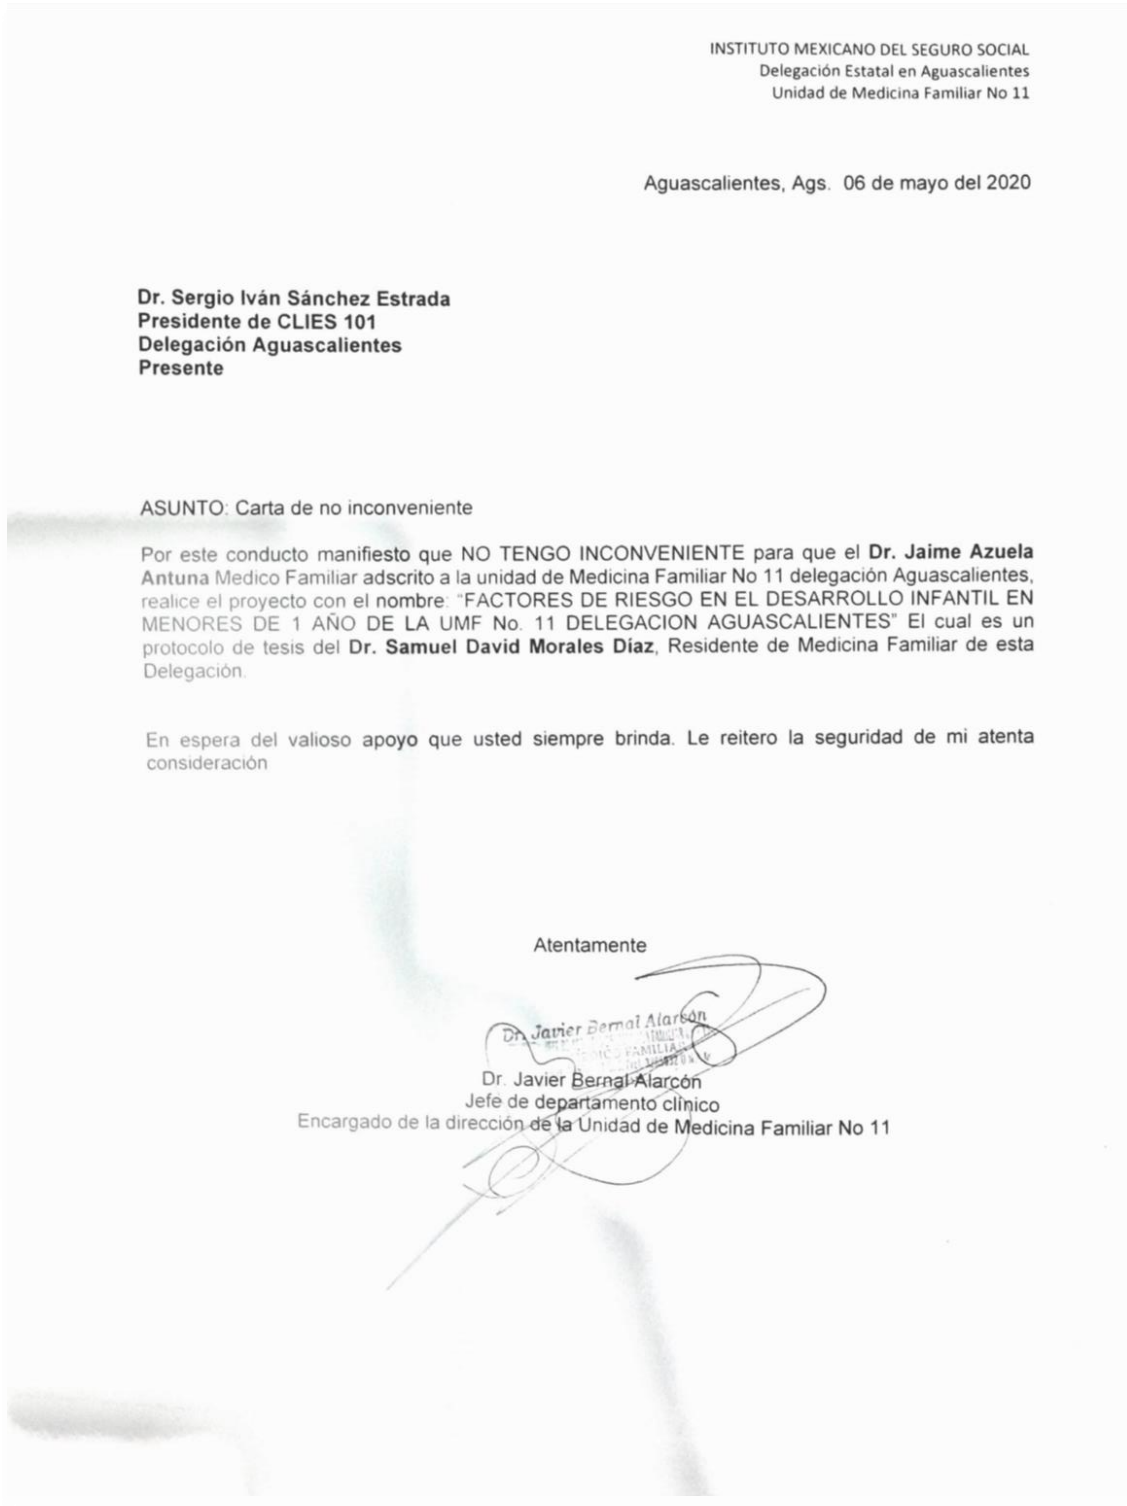 INSTITUTO MEXICANO DEL SEGURO SOCIAL
Delegación Estatal en Aguascalientes
Unidad de Medicina Familiar No 11
Aguascalientes, Ags. 06 de mayo del 2020
Dr. Sergio Iván Sánchez Estrada
Presidente de CLIES 101
Delegación Aguascalientes
Presente
ASUNTO: Carta de no inconveniente
Por este conducto manifiesto que NO TENGO INCONVENIENTE para que el Dr. Jaime Azuela
Antuna Medico Familiar adscrito a la unidad de Medicina Familiar No 11 delegación Aguascalientes,
realice el proyecto con el nombre: "FACTORES DE RIESGO EN EL DESARROLLO INFANTIL EN
MENORES DE 1 AÑO DE LA UMF No. 11 DELEGACION AGUASCALIENTES" El cual es un
protocolo de tesis del Dr. Samuel David Morales Díaz, Residente de Medicina Familiar de esta
Delegación.
En espera del valioso apoyo que usted siempre brinda. Le reitero la seguridad de mi atenta
consideración
Atentamente
Dr. Javier Bernal Alarcón
FAMILIAR
Dr. Javier Bernal Alarcón
Jefe de departamento clínico
Encargado de la dirección de la Unidad de Medicina Familiar No 11